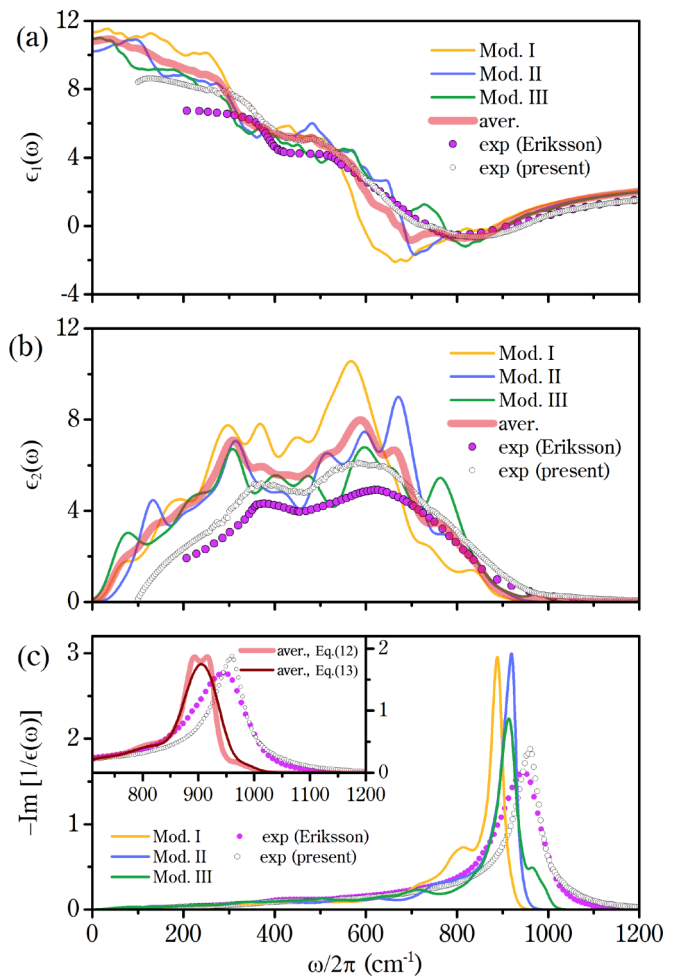 (a)
12
8
4
0
-4
ϵ1(ω)
Mod. I
Mod. II
Mod. III
aver.
exp (Eriksson)
exp (present)
(b)
12
8
4
0
ϵ2(ω)
Mod. I
Mod. II
Mod. III
aver.
exp (Eriksson)
exp (present)
(c)
3
2
1
0
−Im [1/ϵ(ω)]
aver., Eq.(12)
aver., Eq.(13)
2
1
0
800 900 1000 1100 1200
Mod. I
Mod. II
Mod. III
exp (Eriksson)
exp (present)
0 200 400 600 800 1000 1200
ω/2π (cm-1)